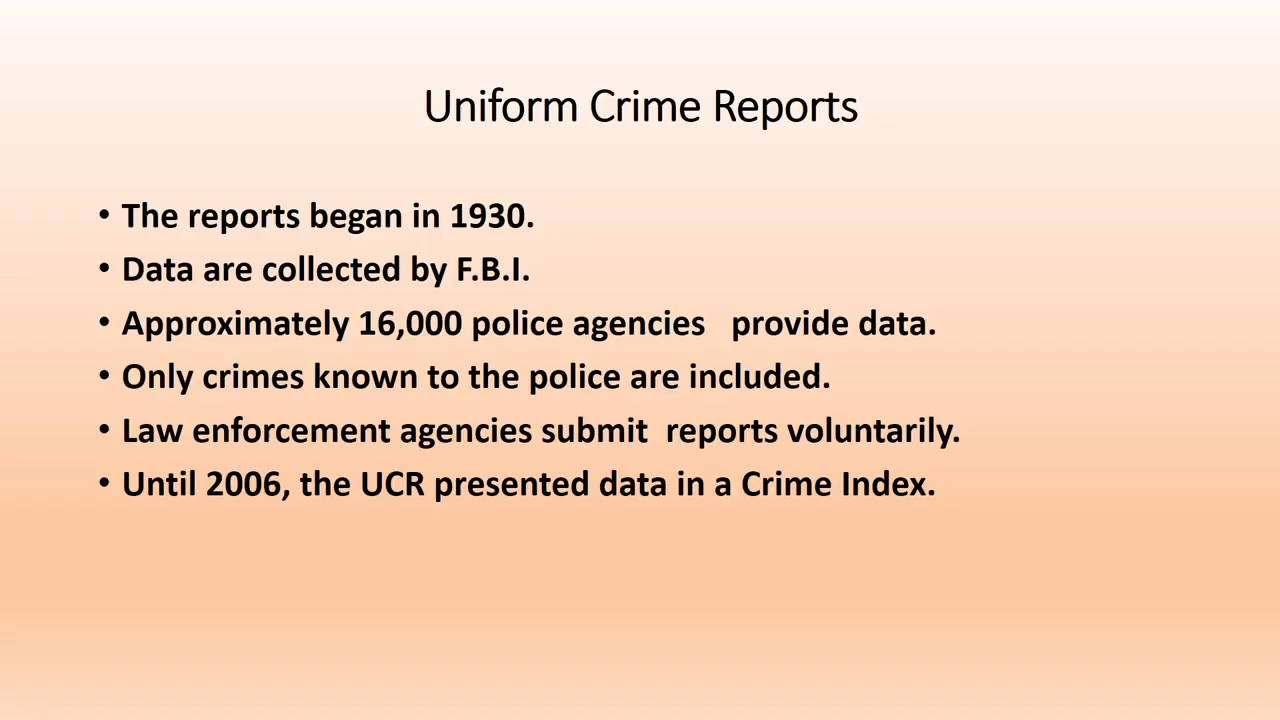 Uniform Crime Reports
• The reports began in 1930.
• Data are collected by F.B.I.
• Approximately 16,000 police agencies   provide data.
• Only crimes known to the police are included.
• Law enforcement agencies submit  reports voluntarily.
• Until 2006, the UCR presented data in a Crime Index.